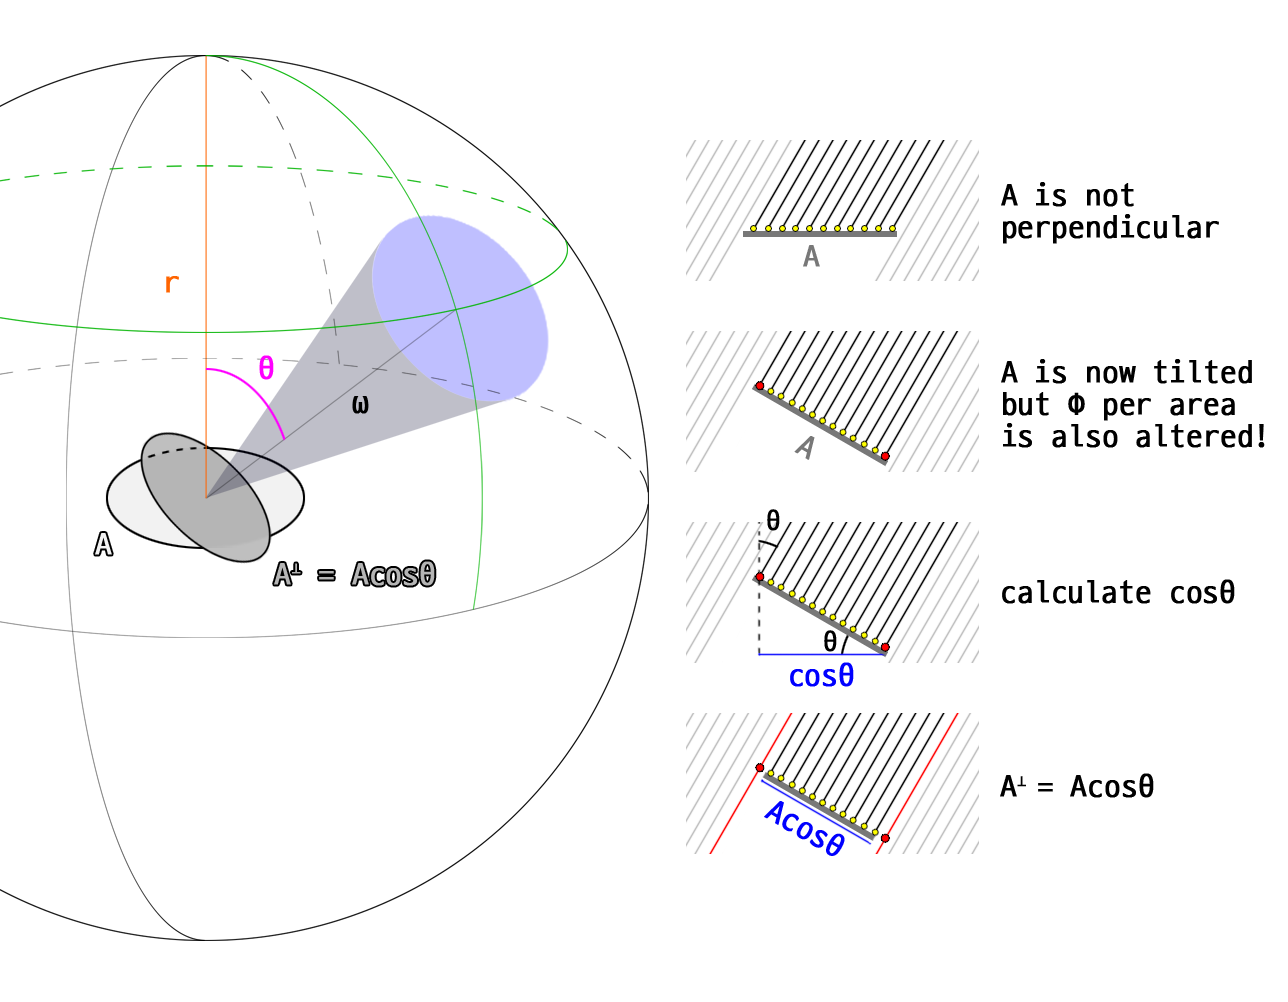 r
θ
ω
A
A⊥ = Acosθ
A
A is not
perpendicular
A
A is now tilted
but Φ per area
is also altered!
θ
θ
cosθ
calculate cosθ
Acosθ
A⊥ = Acosθ